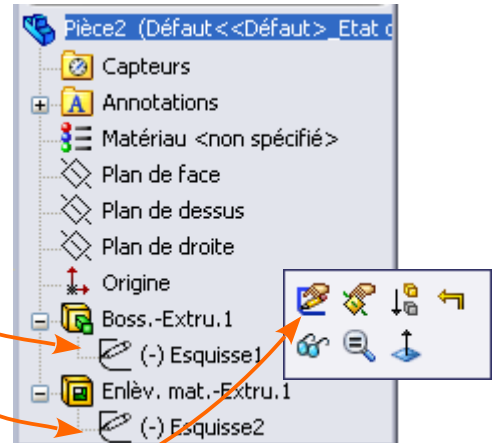 Pièce2 (Défaut<<Défaut>_Etat d
Capteurs
A Annotations
Matériau <non spécifié>
Plan de face
Plan de dessus
Plan de droite
Origine
Boss.-Extru.1
(-) Esquisse1
Enlèv. mat.-Extru.1
(-) Esquisse2